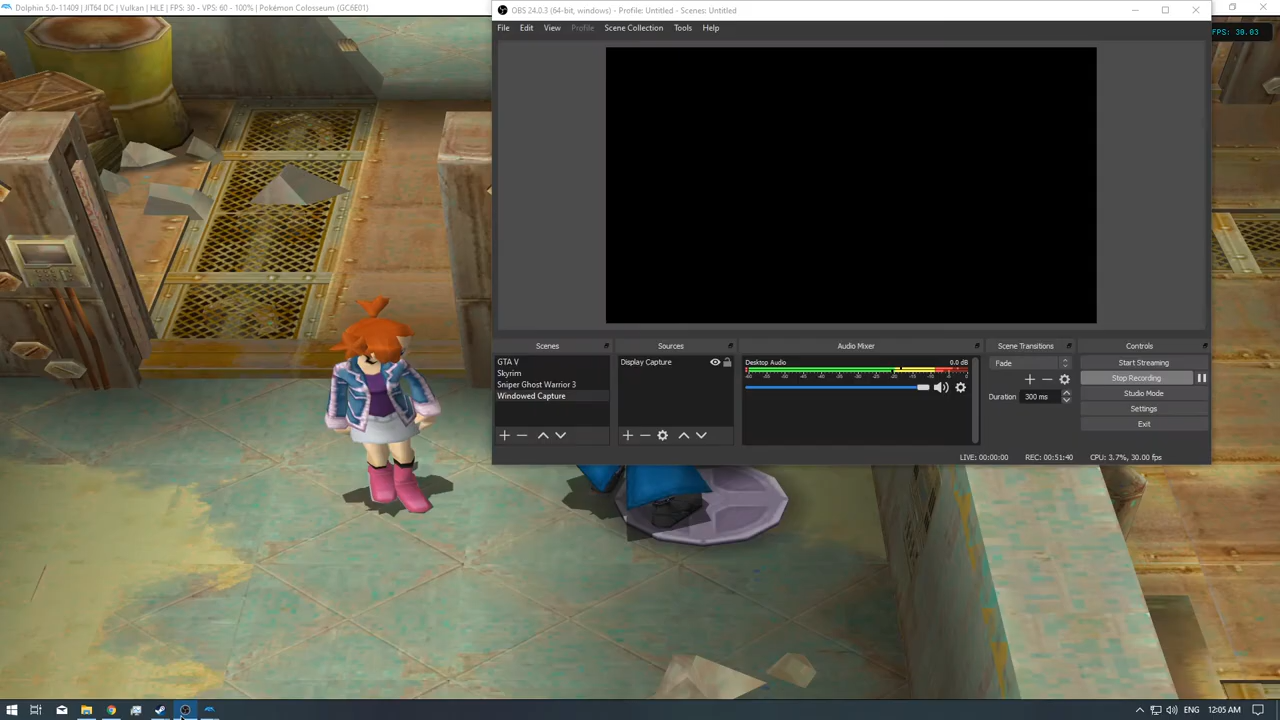 Dolphin 5.0-11409 | JIT64 DC | Vulkan | HLE | FPS: 30 - VPS: 60 - 100% | Pokémon Colosseum (GC6E01)
OBS 24.0.3 (64-bit, windows) - Profile: Untitled - Scenes: Untitled
File Edit View Profile Scene Collection Tools Help
FPS: 30.03
Scenes Sources Audio Mixer Scene Transitions Controls
GTA V
Skyrim
Sniper Ghost Warrior 3
Windowed Capture
Display Capture
Desktop Audio 0.0 dB
Fade
Duration 300 ms
Start Streaming
Stop Recording
Studio Mode
Settings
Exit
LIVE: 00:00:00 REC: 00:51:40 CPU: 3.7%, 30.00 fps
ENG 12:05 AM